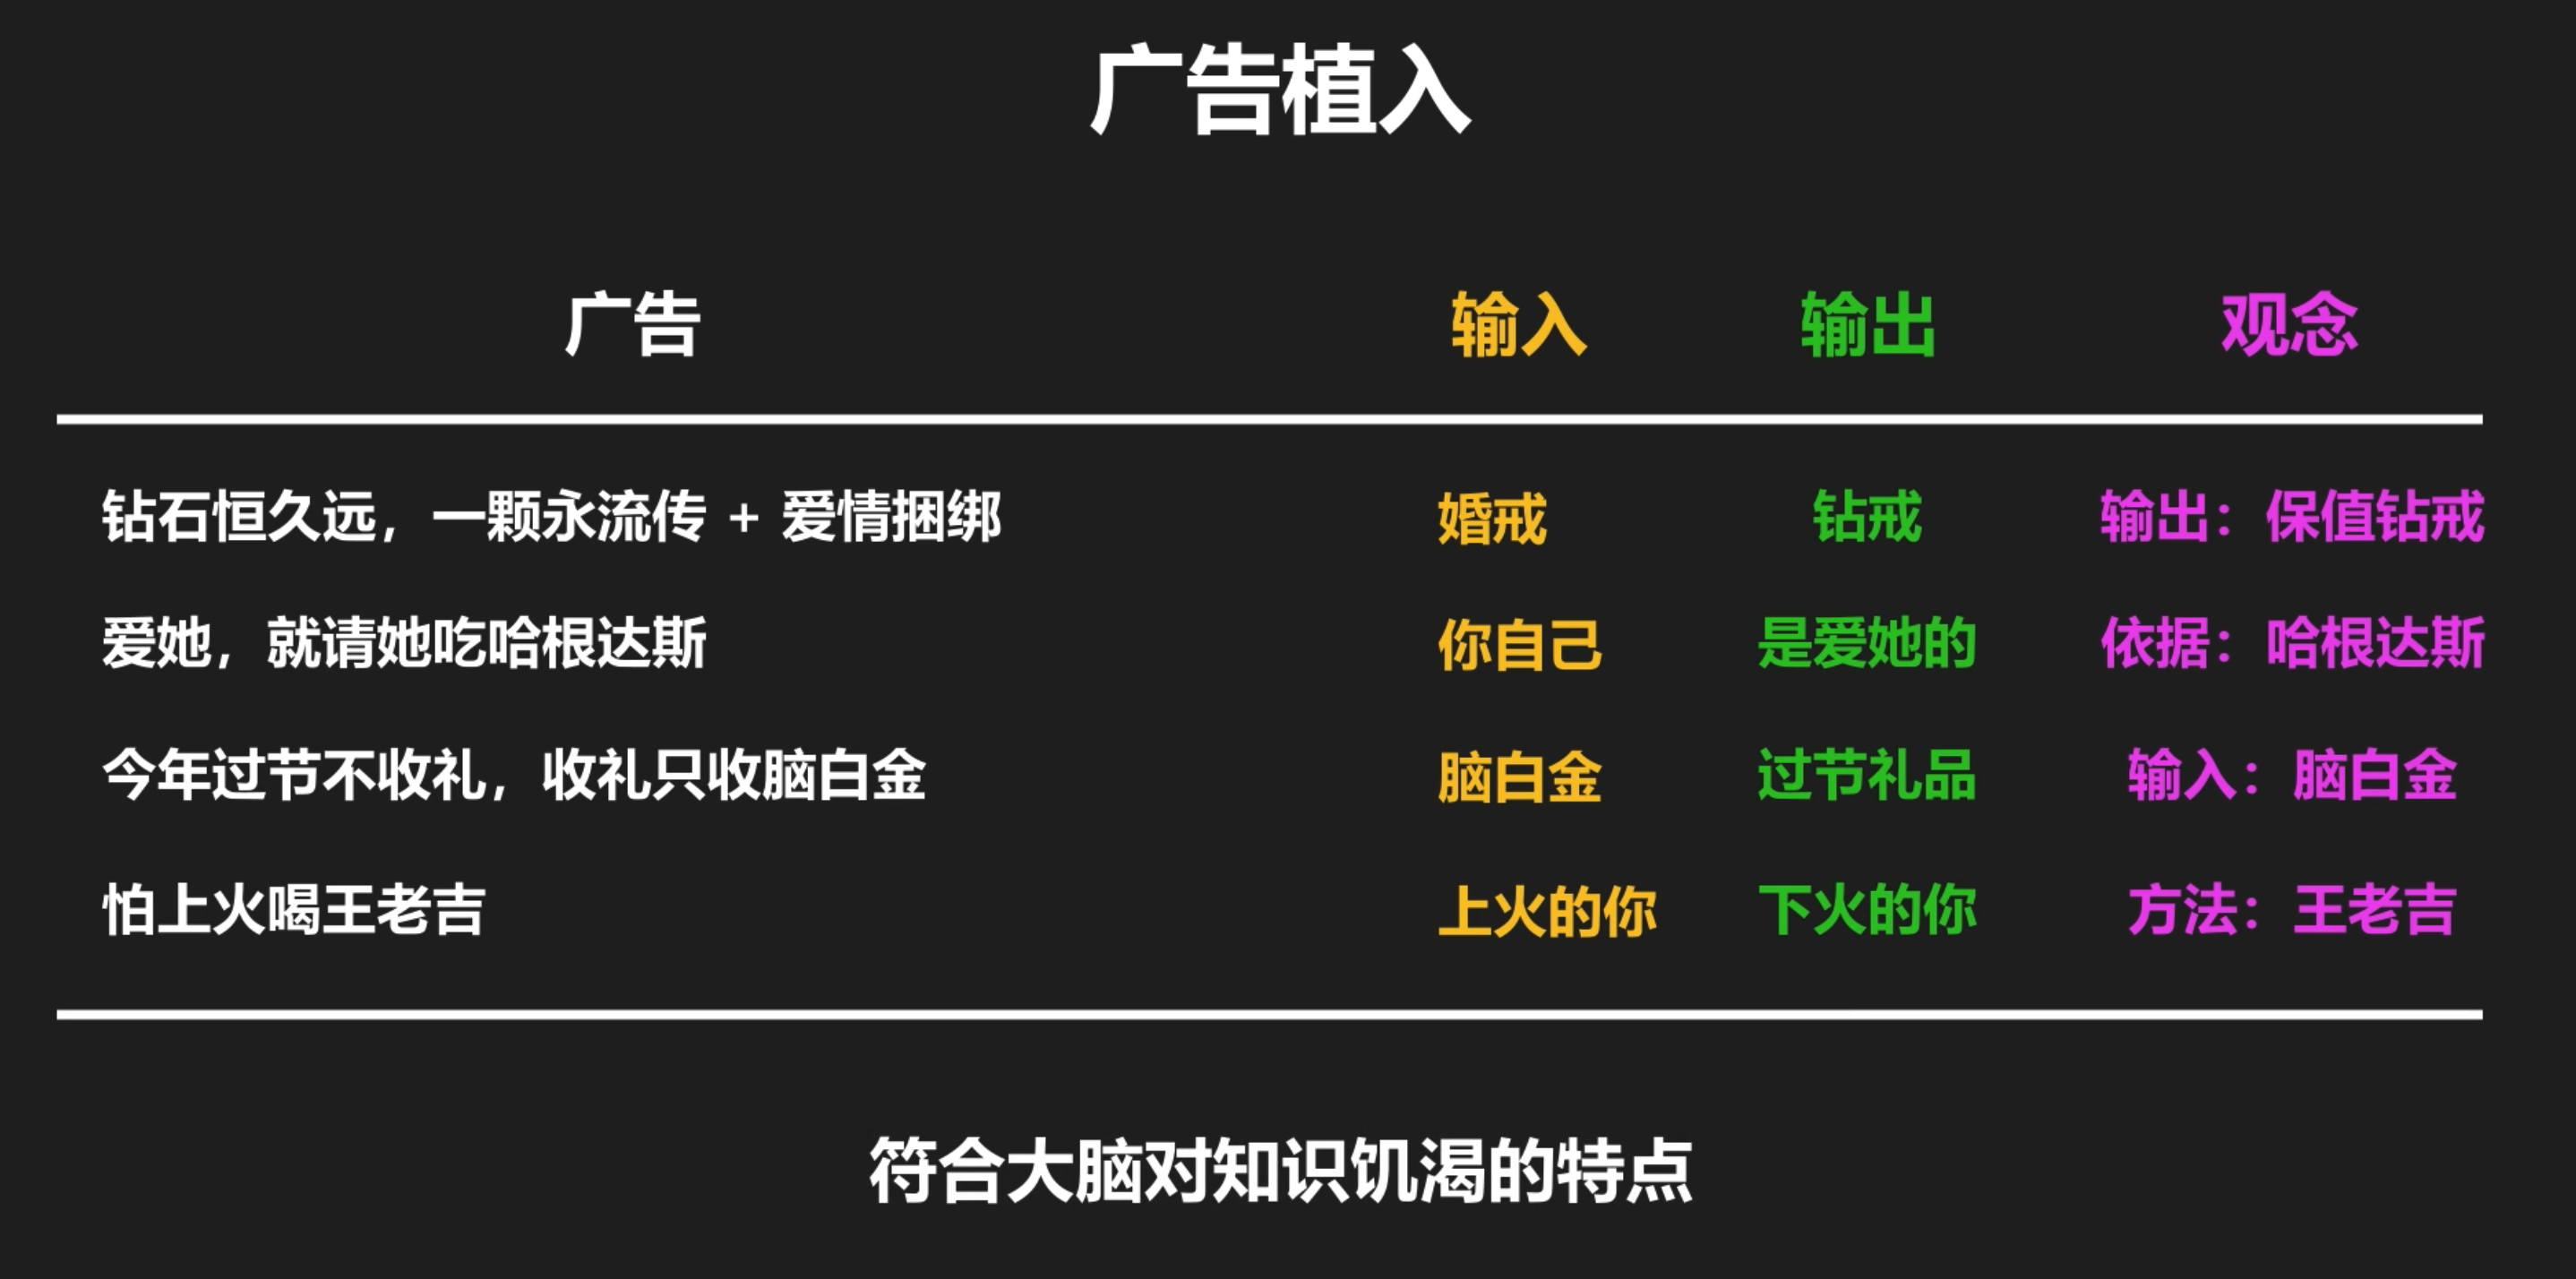 广告植入
广告 输入 输出 观念
钻石恒久远，一颗永流传 + 爱情捆绑 婚戒 钻戒 输出：保值钻戒
爱她，就请她吃哈根达斯 你自己 是爱她的 依据：哈根达斯
今年过节不收礼，收礼只收脑白金 脑白金 过节礼品 输入：脑白金
怕上火喝王老吉 上火的你 下火的你 方法：王老吉
符合大脑对知识饥渴的特点